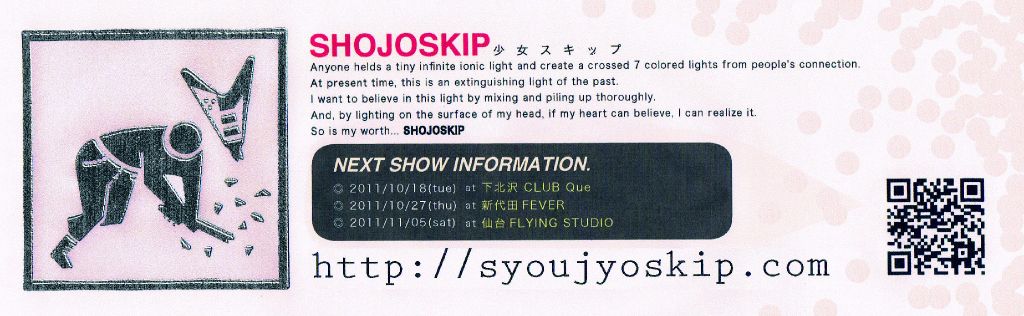 SHOJOSKIP 少女スキップ
Anyone helds a tiny infinite ionic light and create a crossed 7 colored lights from people's connection.
At present time, this is an extinguishing light of the past.
I want to believe in this light by mixing and piling up thoroughly.
And, by lighting on the surface of my head, if my heart can believe, I can realize it.
So is my worth... SHOJOSKIP
NEXT SHOW INFORMATION.
◎ 2011/10/18(tue) at 下北沢 CLUB Que
◎ 2011/10/27(thu) at 新代田 FEVER
◎ 2011/11/05(sat) at 仙台 FLYING STUDIO
http://syoujyoskip.com